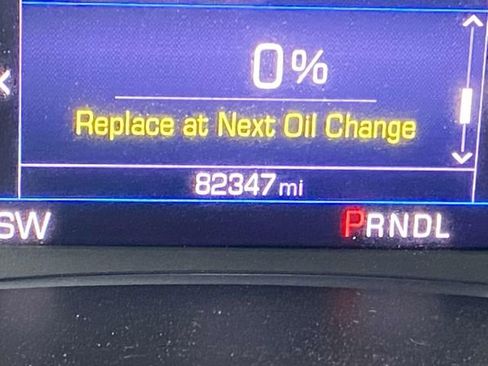 0%
Replace at Next Oil Change
82347 mi
SW PRNDL